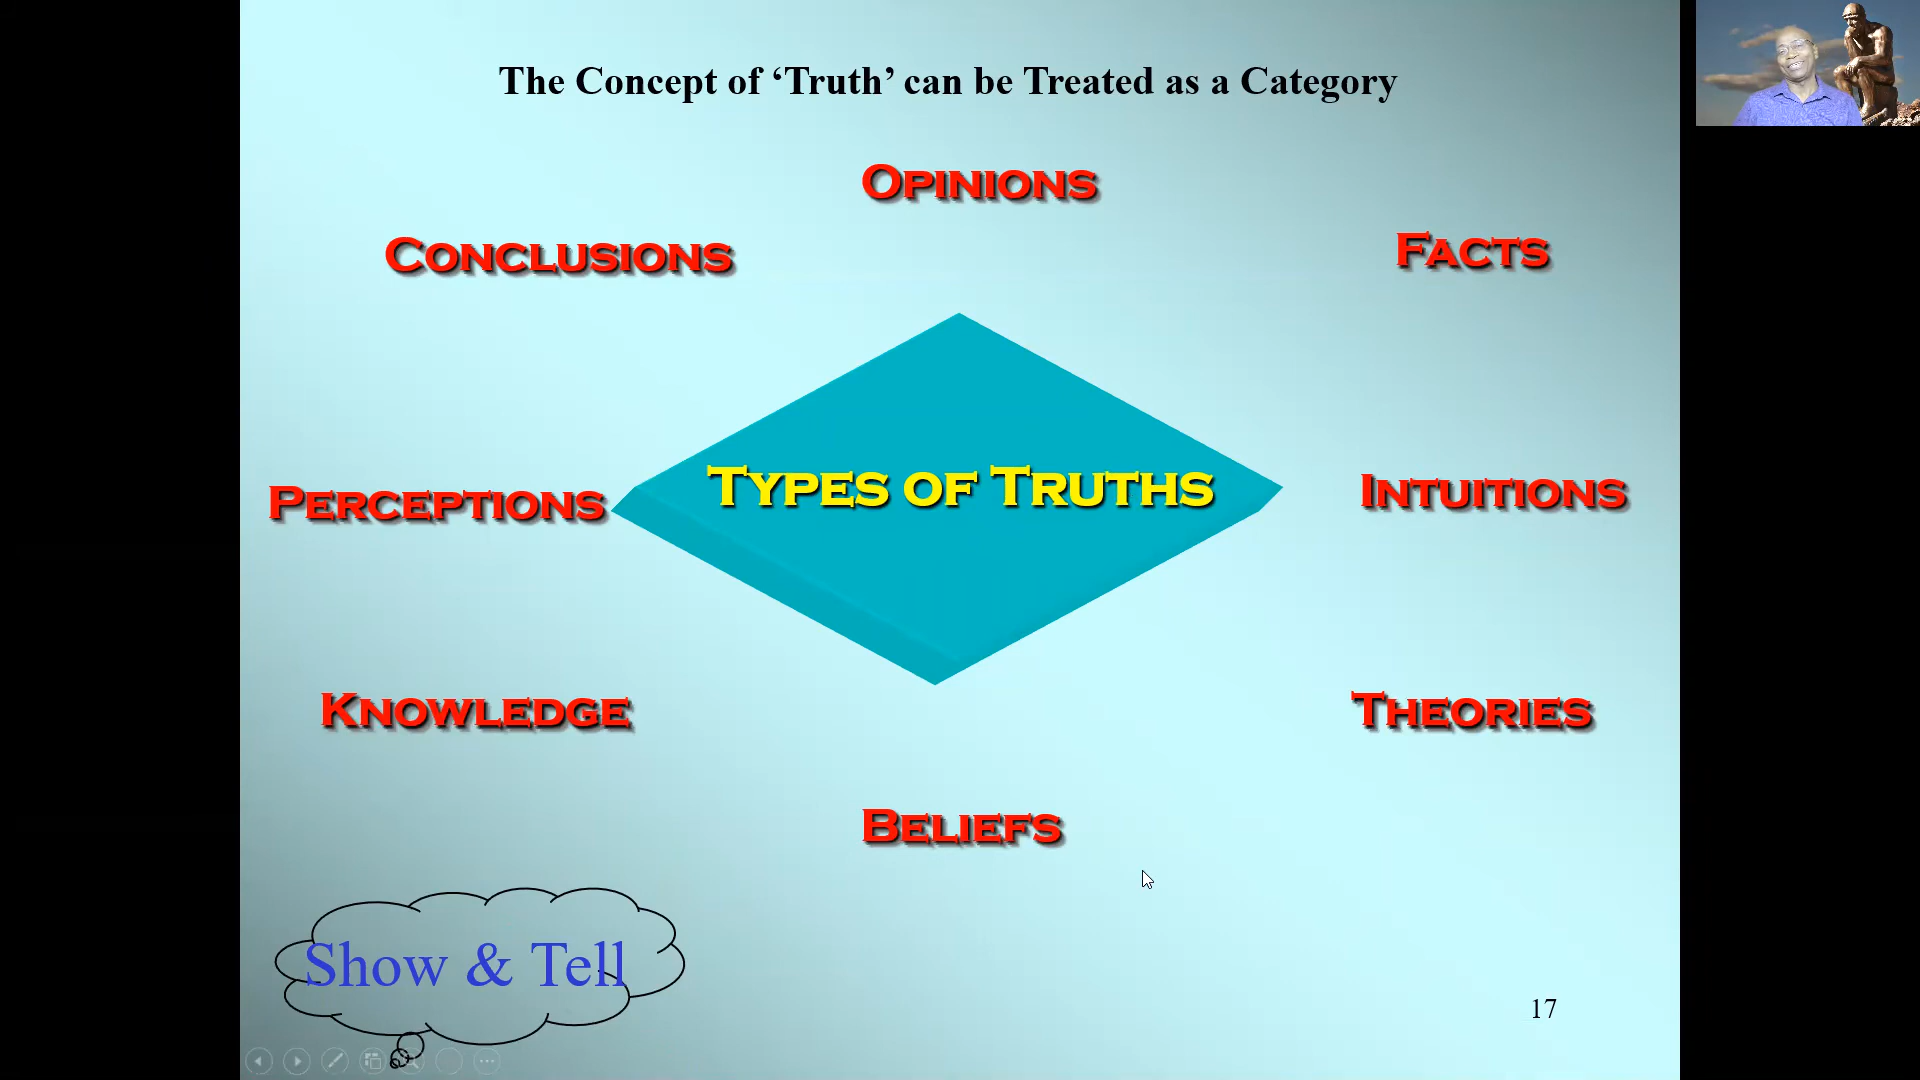 The Concept of ‘Truth’ can be Treated as a Category
Opinions
Conclusions
Facts
Types of Truths
Perceptions
Intuitions
Knowledge
Theories
Beliefs
Show & Tell
17